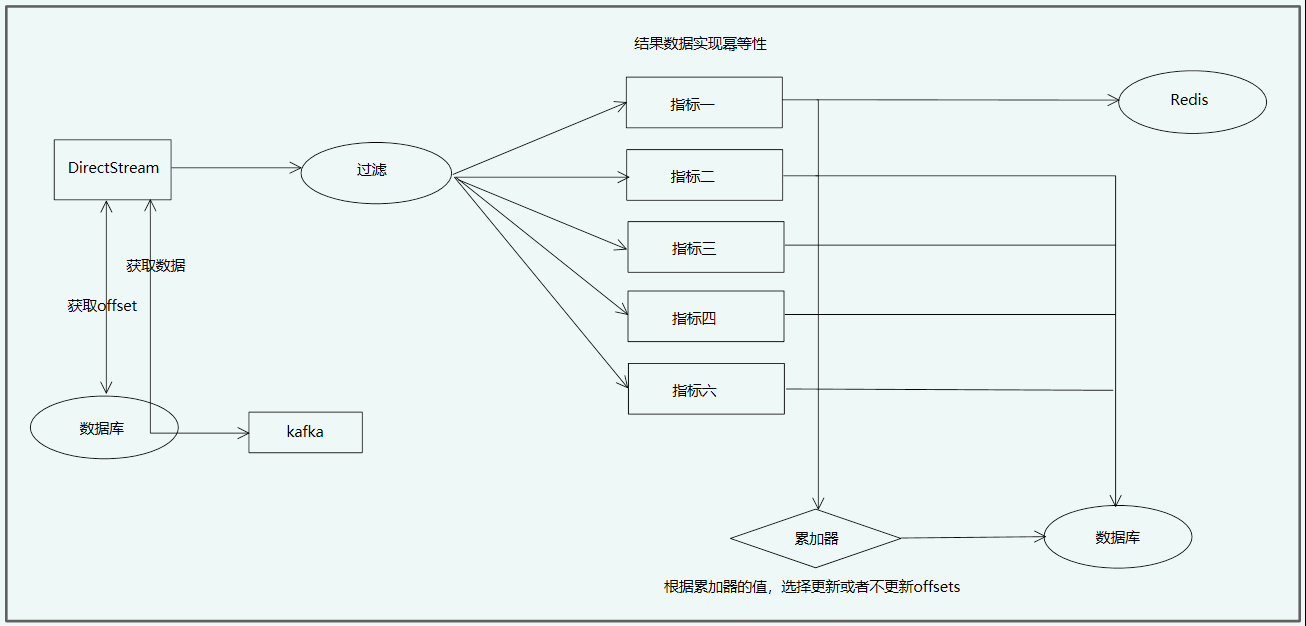 结果数据实现幂等性
指标一
Redis
DirectStream
过滤
指标二
指标三
获取数据
获取offset
指标四
指标六
数据库
kafka
累加器
数据库
根据累加器的值，选择更新或者不更新offsets